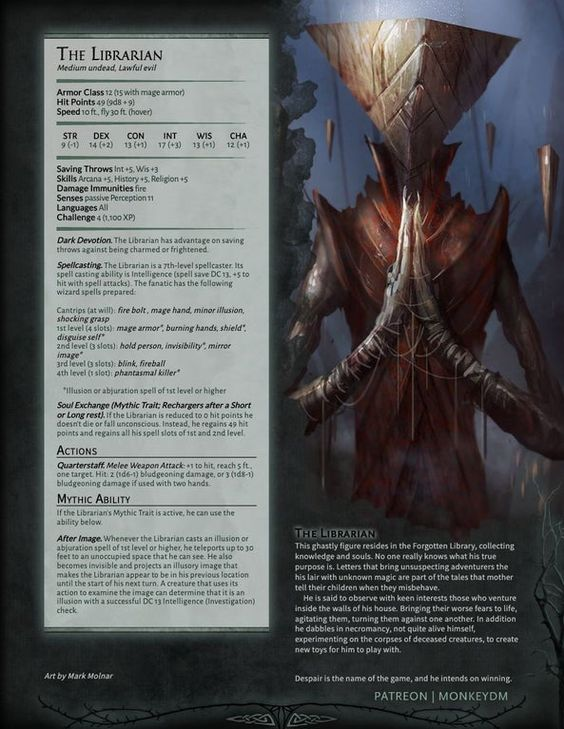 THE LIBRARIAN
Medium undead, Lawful evil
Armor Class 12 (15 with mage armor)
Hit Points 49 (9d8 + 9)
Speed 10 ft., fly 30 ft. (hover)
STR DEX CON INT WIS CHA
9 (-1) 14 (+2) 13 (+1) 17 (+3) 13 (+1) 12 (+1)
Saving Throws Int +5, Wis +3
Skills Arcana +5, History +5, Religion +5
Damage Immunities fire
Senses passive Perception 11
Languages All
Challenge 4 (1,100 XP)
Dark Devotion. The Librarian has advantage on saving
throws against being charmed or frightened.
Spellcasting. The Librarian is a 7th-level spellcaster. Its
spell casting ability is Intelligence (spell save DC 13, +5 to
hit with spell attacks). The fanatic has the following
wizard spells prepared:
Cantrips (at will): fire bolt , mage hand, minor illusion,
shocking grasp
1st level (4 slots): mage armor*, burning hands, shield*,
disguise self*
2nd level (3 slots): hold person, invisibility*, mirror
image*
3rd level (3 slots): blink, fireball
4th level (1 slot): phantasmal killer*
*Illusion or abjuration spell of 1st level or higher
Soul Exchange (Mythic Trait; Rechargers after a Short
or Long rest). If the Librarian is reduced to 0 hit points he
doesn't die or fall unconscious. Instead, he regains 49 hit
points and regains all his spell slots of 1st and 2nd level.
ACTIONS
Quarterstaff. Melee Weapon Attack: +1 to hit, reach 5 ft.,
one target. Hit: 2 (1d6-1) bludgeoning damage, or 3 (1d8-1)
bludgeoning damage if used with two hands.
MYTHIC ABILITY
If the Librarian's Mythic Trait is active, he can use the
ability below.
After Image. Whenever the Librarian casts an illusion or
abjuration spell of 1st level or higher, he teleports up to 30
feet to an unoccupied space that he can see. He also
becomes invisible and projects an illusory image that
makes the Librarian appear to be in his previous location
until the start of his next turn. A creature that uses its
action to examine the image can determine that it is an
illusion with a successful DC 13 Intelligence (Investigation)
check.
THE LIBRARIAN
This ghastly figure resides in the Forgotten Library, collecting
knowledge and souls. No one really knows what his true
purpose is. Letters that bring unsuspecting adventurers the
his lair with unknown magic are part of the tales that mother
tell their children when they misbehave.
He is said to observe with keen interests those who venture
inside the walls of his house. Bringing their worse fears to life,
agitating them, turning them against one another. In addition
he dabbles in necromancy, not quite alive himself,
experimenting on the corpses of deceased creatures, to create
new toys for him to play with.
Despair is the name of the game, and he intends on winning.
Art by Mark Molnar
PATREON | MONKEYDM